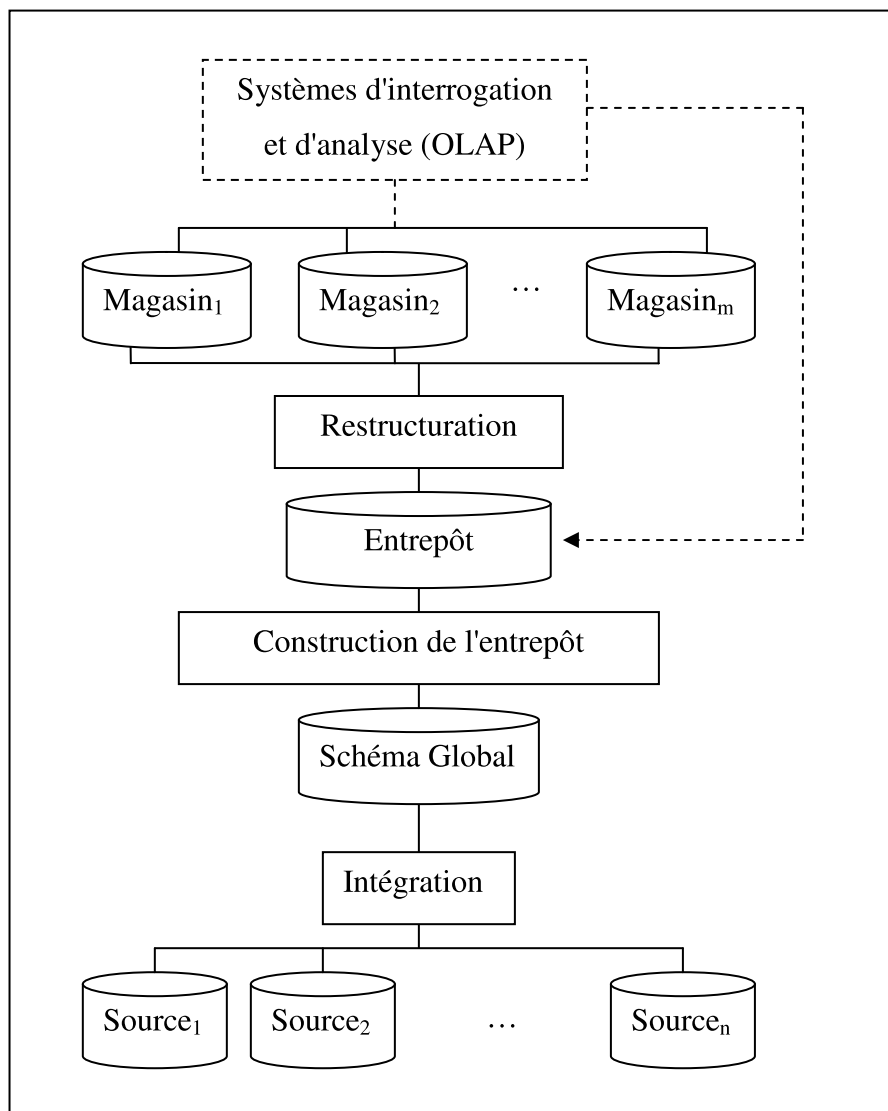 Systèmes d'interrogation
et d'analyse (OLAP)
Magasin₁ Magasin₂ … Magasinₘ
Restructuration
Entrepôt
Construction de l'entrepôt
Schéma Global
Intégration
Source₁ Source₂ … Sourceₙ